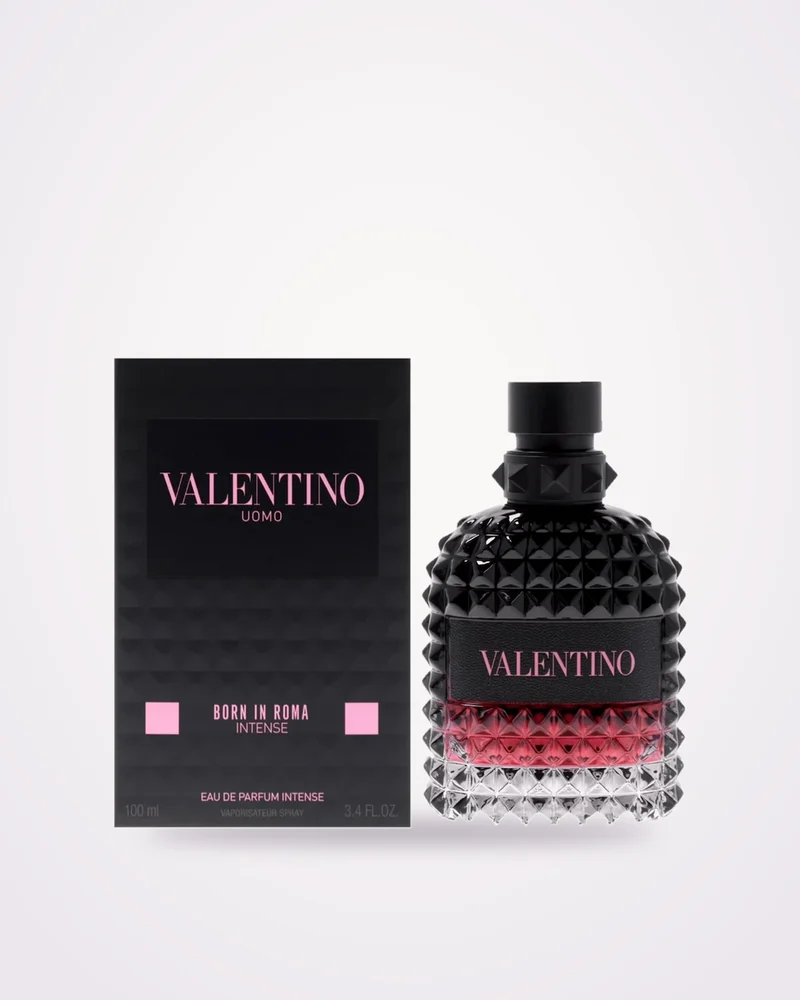 VALENTINO
UOMO
BORN IN ROMA
INTENSE
EAU DE PARFUM INTENSE
100 ml VAPORISATEUR SPRAY 3.4 FL.OZ.
VALENTINO